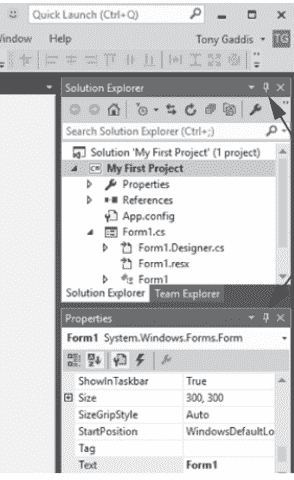 Quick Launch (Ctrl+Q)
Window Help Tony Gaddis TG
Solution Explorer
Search Solution Explorer (Ctrl+;)
Solution 'My First Project' (1 project)
C# My First Project
Properties
References
App.config
Form1.cs
Form1.Designer.cs
Form1.resx
Form1
Solution Explorer Team Explorer
Properties
Form1 System.Windows.Forms.Form
ShowInTaskbar True
Size 300, 300
SizeGripStyle Auto
StartPosition WindowsDefaultLo
Tag
Text Form1